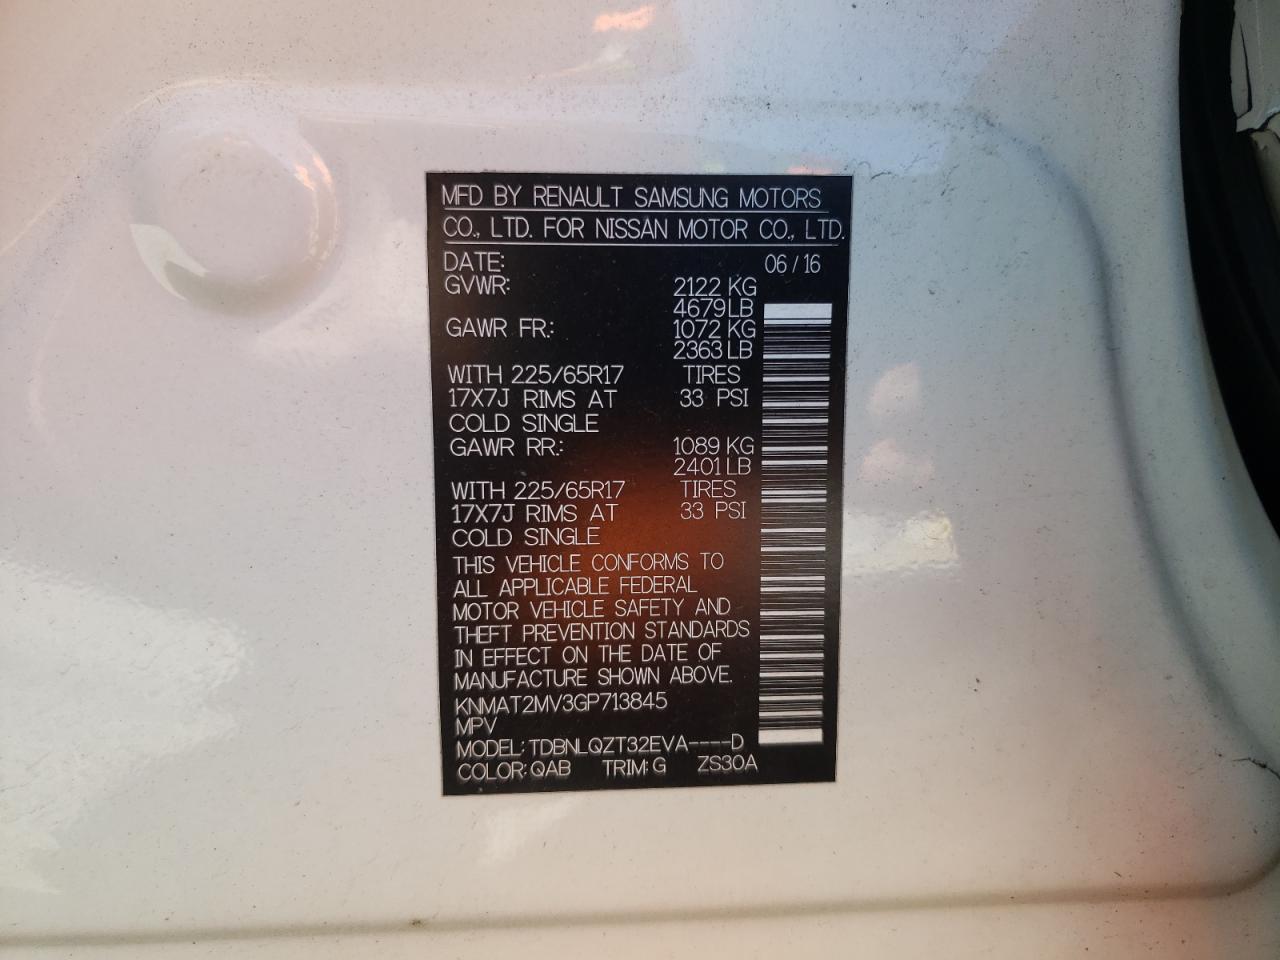 MFD BY RENAULT SAMSUNG MOTORS
CO., LTD. FOR NISSAN MOTOR CO., LTD.
DATE: 06 / 16
GVWR: 2122 KG
4679 LB
GAWR FR.: 1072 KG
2363 LB
WITH 225/65R17 TIRES
17X7J RIMS AT 33 PSI
COLD SINGLE
GAWR RR.: 1089 KG
2401 LB
WITH 225/65R17 TIRES
17X7J RIMS AT 33 PSI
COLD SINGLE
THIS VEHICLE CONFORMS TO
ALL APPLICABLE FEDERAL
MOTOR VEHICLE SAFETY AND
THEFT PREVENTION STANDARDS
IN EFFECT ON THE DATE OF
MANUFACTURE SHOWN ABOVE.
KNMAT2MV3GP713845
MPV
MODEL: TDBNLQZT32EVA----D
COLOR: QAB TRIM: G ZS30A